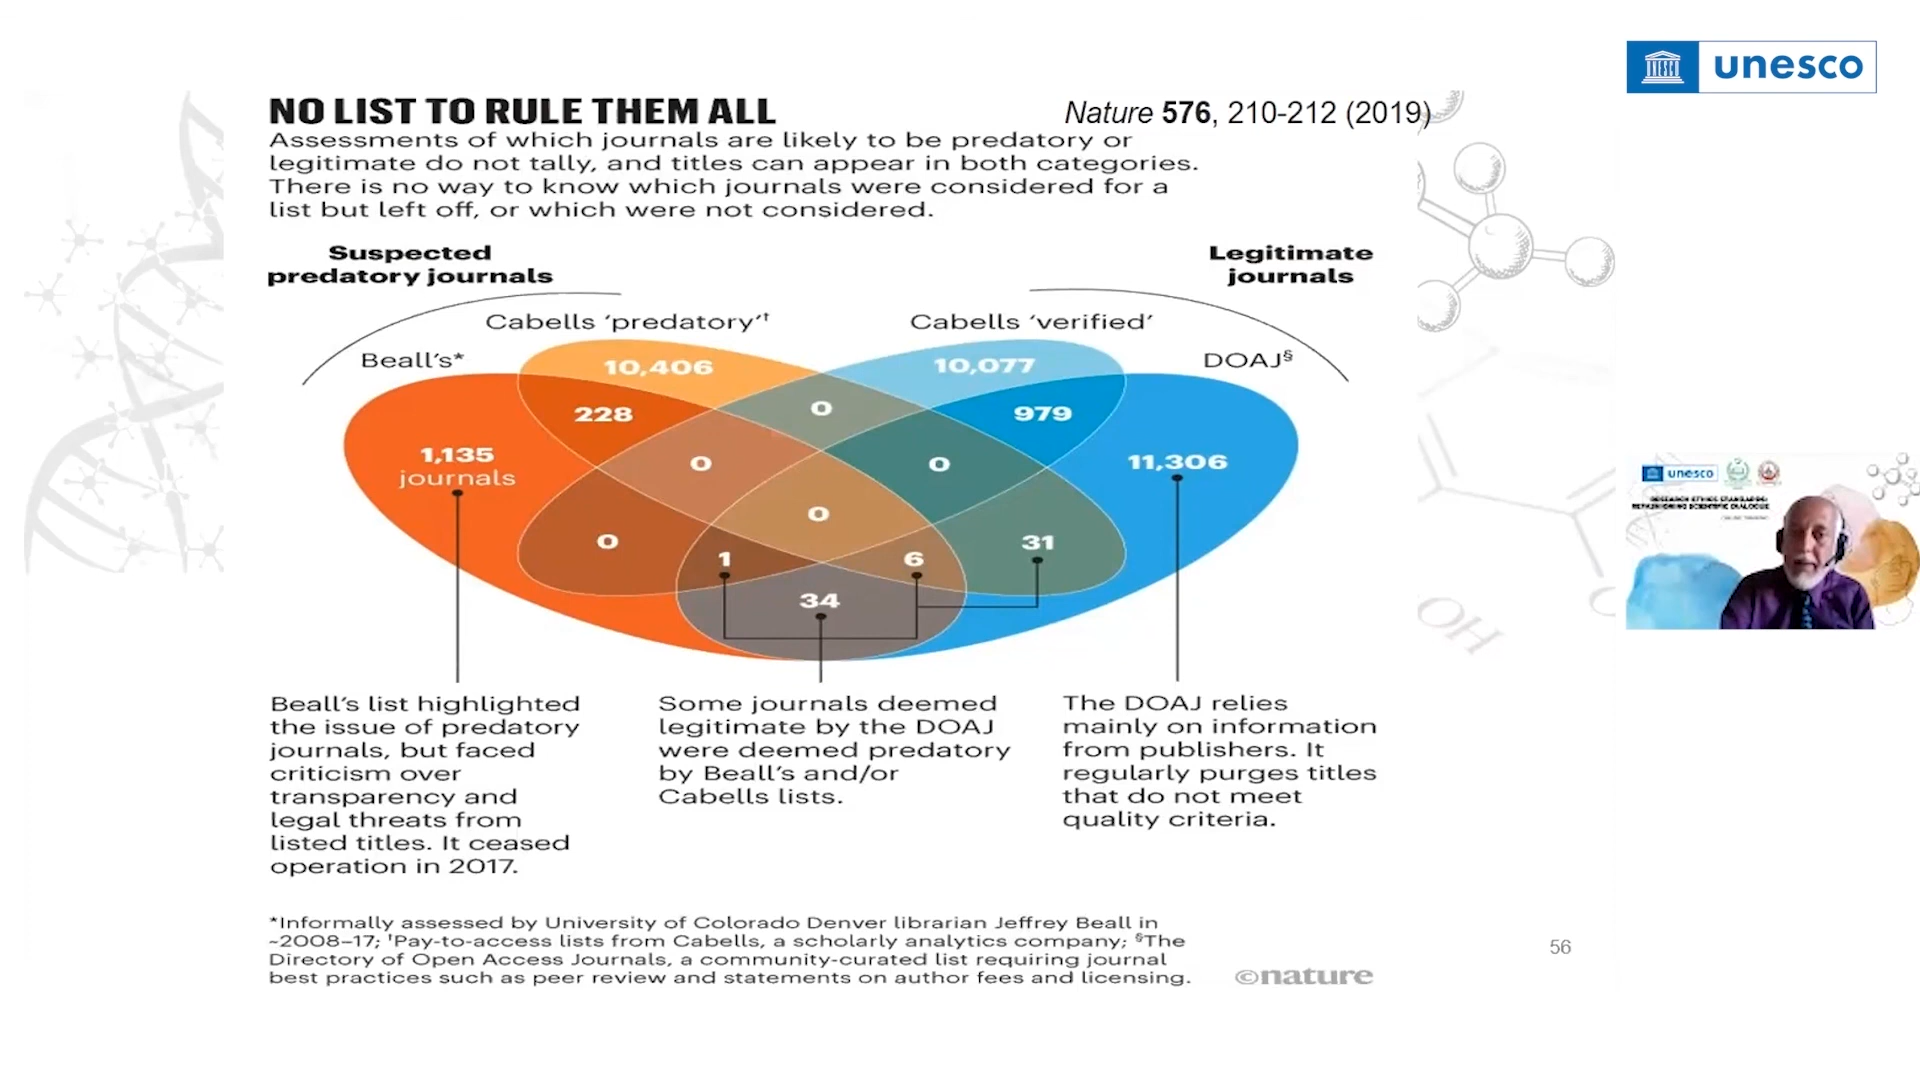 unesco
NO LIST TO RULE THEM ALL
Nature 576, 210-212 (2019)
Assessments of which journals are likely to be predatory or
legitimate do not tally, and titles can appear in both categories.
There is no way to know which journals were considered for a
list but left off, or which were not considered.
Suspected
predatory journals
Legitimate
journals
Cabells ‘predatory’†
Cabells ‘verified’
Beall’s*
DOAJ§
10,406
10,077
228
0
979
1,135
journals
0
0
11,306
0
0
1
6
31
34
Beall’s list highlighted
the issue of predatory
journals, but faced
criticism over
transparency and
legal threats from
listed titles. It ceased
operation in 2017.
Some journals deemed
legitimate by the DOAJ
were deemed predatory
by Beall’s and/or
Cabells lists.
The DOAJ relies
mainly on information
from publishers. It
regularly purges titles
that do not meet
quality criteria.
*Informally assessed by University of Colorado Denver librarian Jeffrey Beall in
~2008–17; †Pay-to-access lists from Cabells, a scholarly analytics company; §The
Directory of Open Access Journals, a community-curated list requiring journal
best practices such as peer review and statements on author fees and licensing.
©nature
56
OH
unesco
RESEARCH ETHICS STANDARDS:
REFASHIONING SCIENTIFIC DIALOGUE